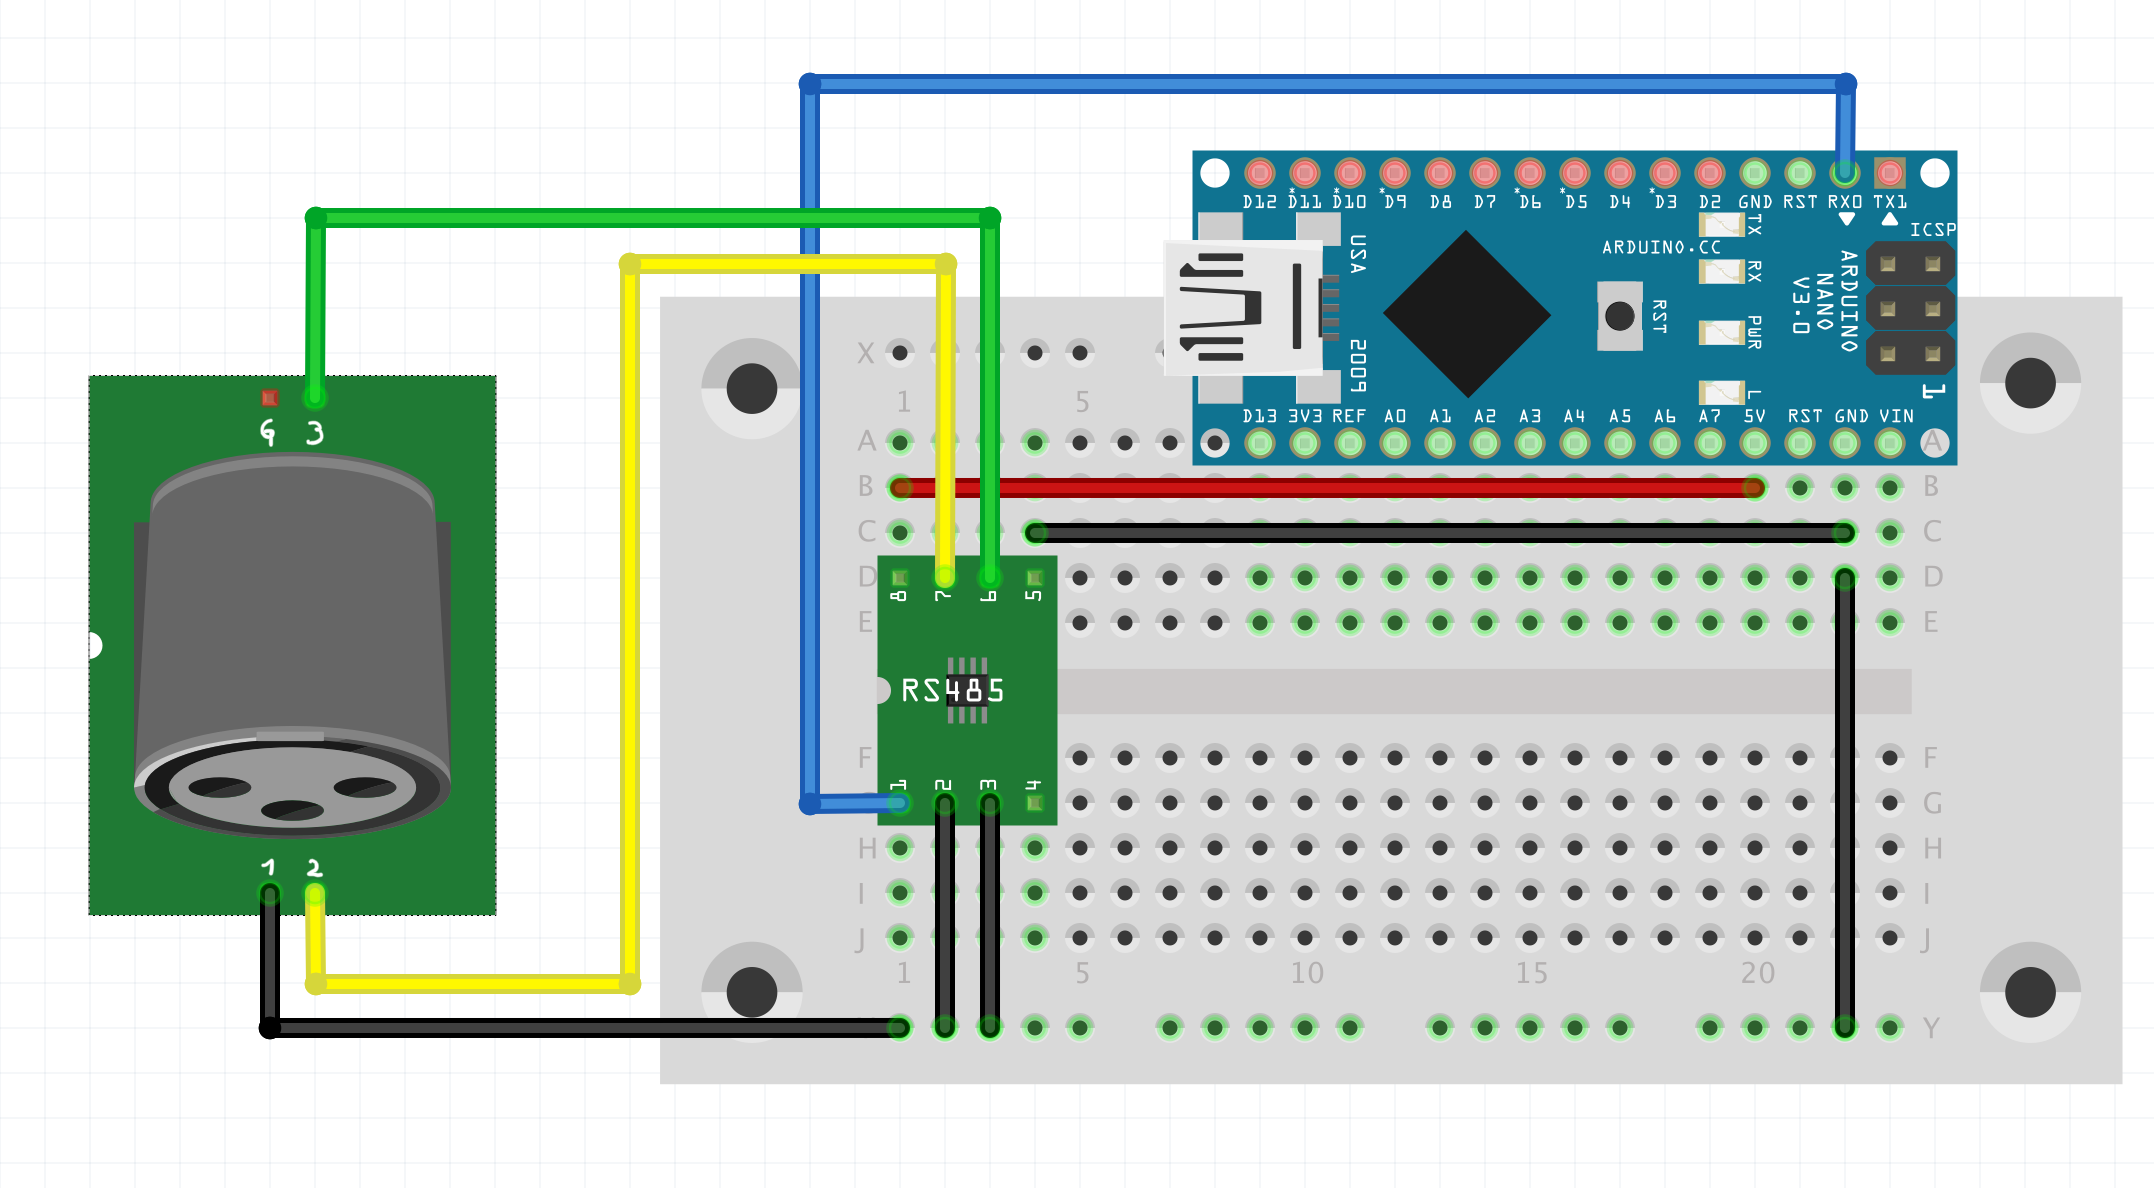 D12 *D11 *D10 *D9 D8 D7 *D6 *D5 D4 *D3 D2 GND RST RX0 TX1
TX
ICSP
ARDUINO.CC
USA
RX
RST
ARDUINO
NANO
V3.0
PWR
2009
L
1
D13 3V3 REF A0 A1 A2 A3 A4 A5 A6 A7 5V RST GND VIN
X
1 5
A A
B B
C C
D D
E E
G 3
8 7 6 5
RS485
1 2 3 4
F F
G
H H
I I
J J
1 5 10 15 20
Y
1 2